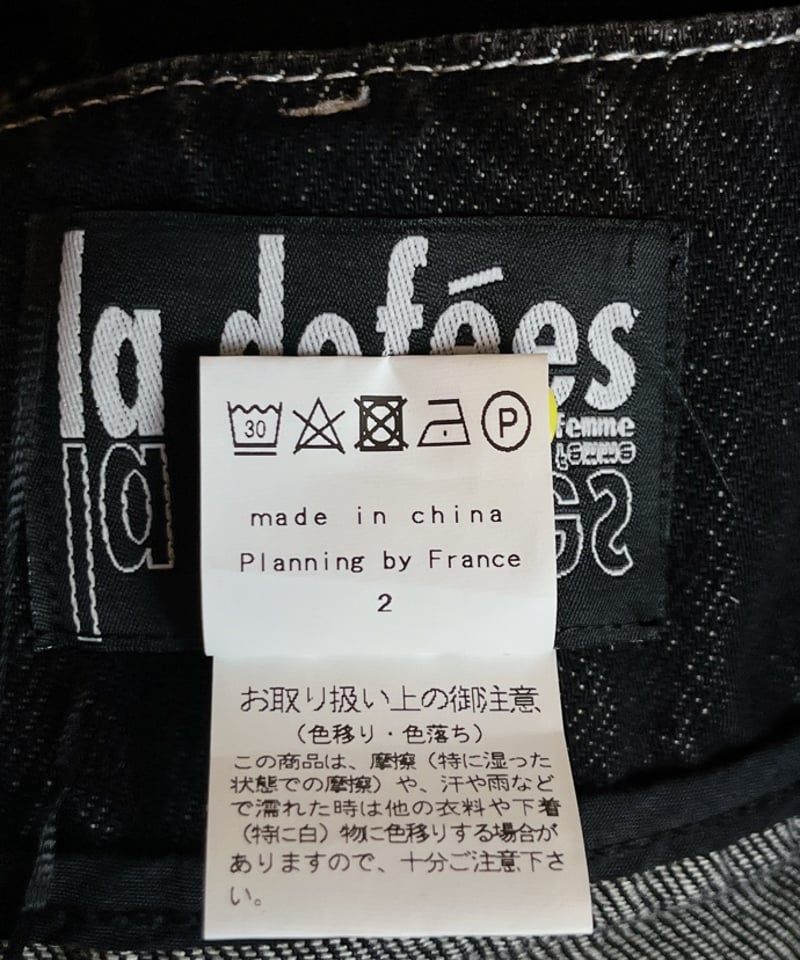 la defées
femme
30
P
made in china
Planning by France
2
お取り扱い上の御注意
（色移り・色落ち）
この商品は、摩擦（特に湿った
状態での摩擦）や、汗や雨など
で濡れた時は他の衣料や下着
（特に白）物に色移りする場合が
ありますので、十分ご注意下さ
い。